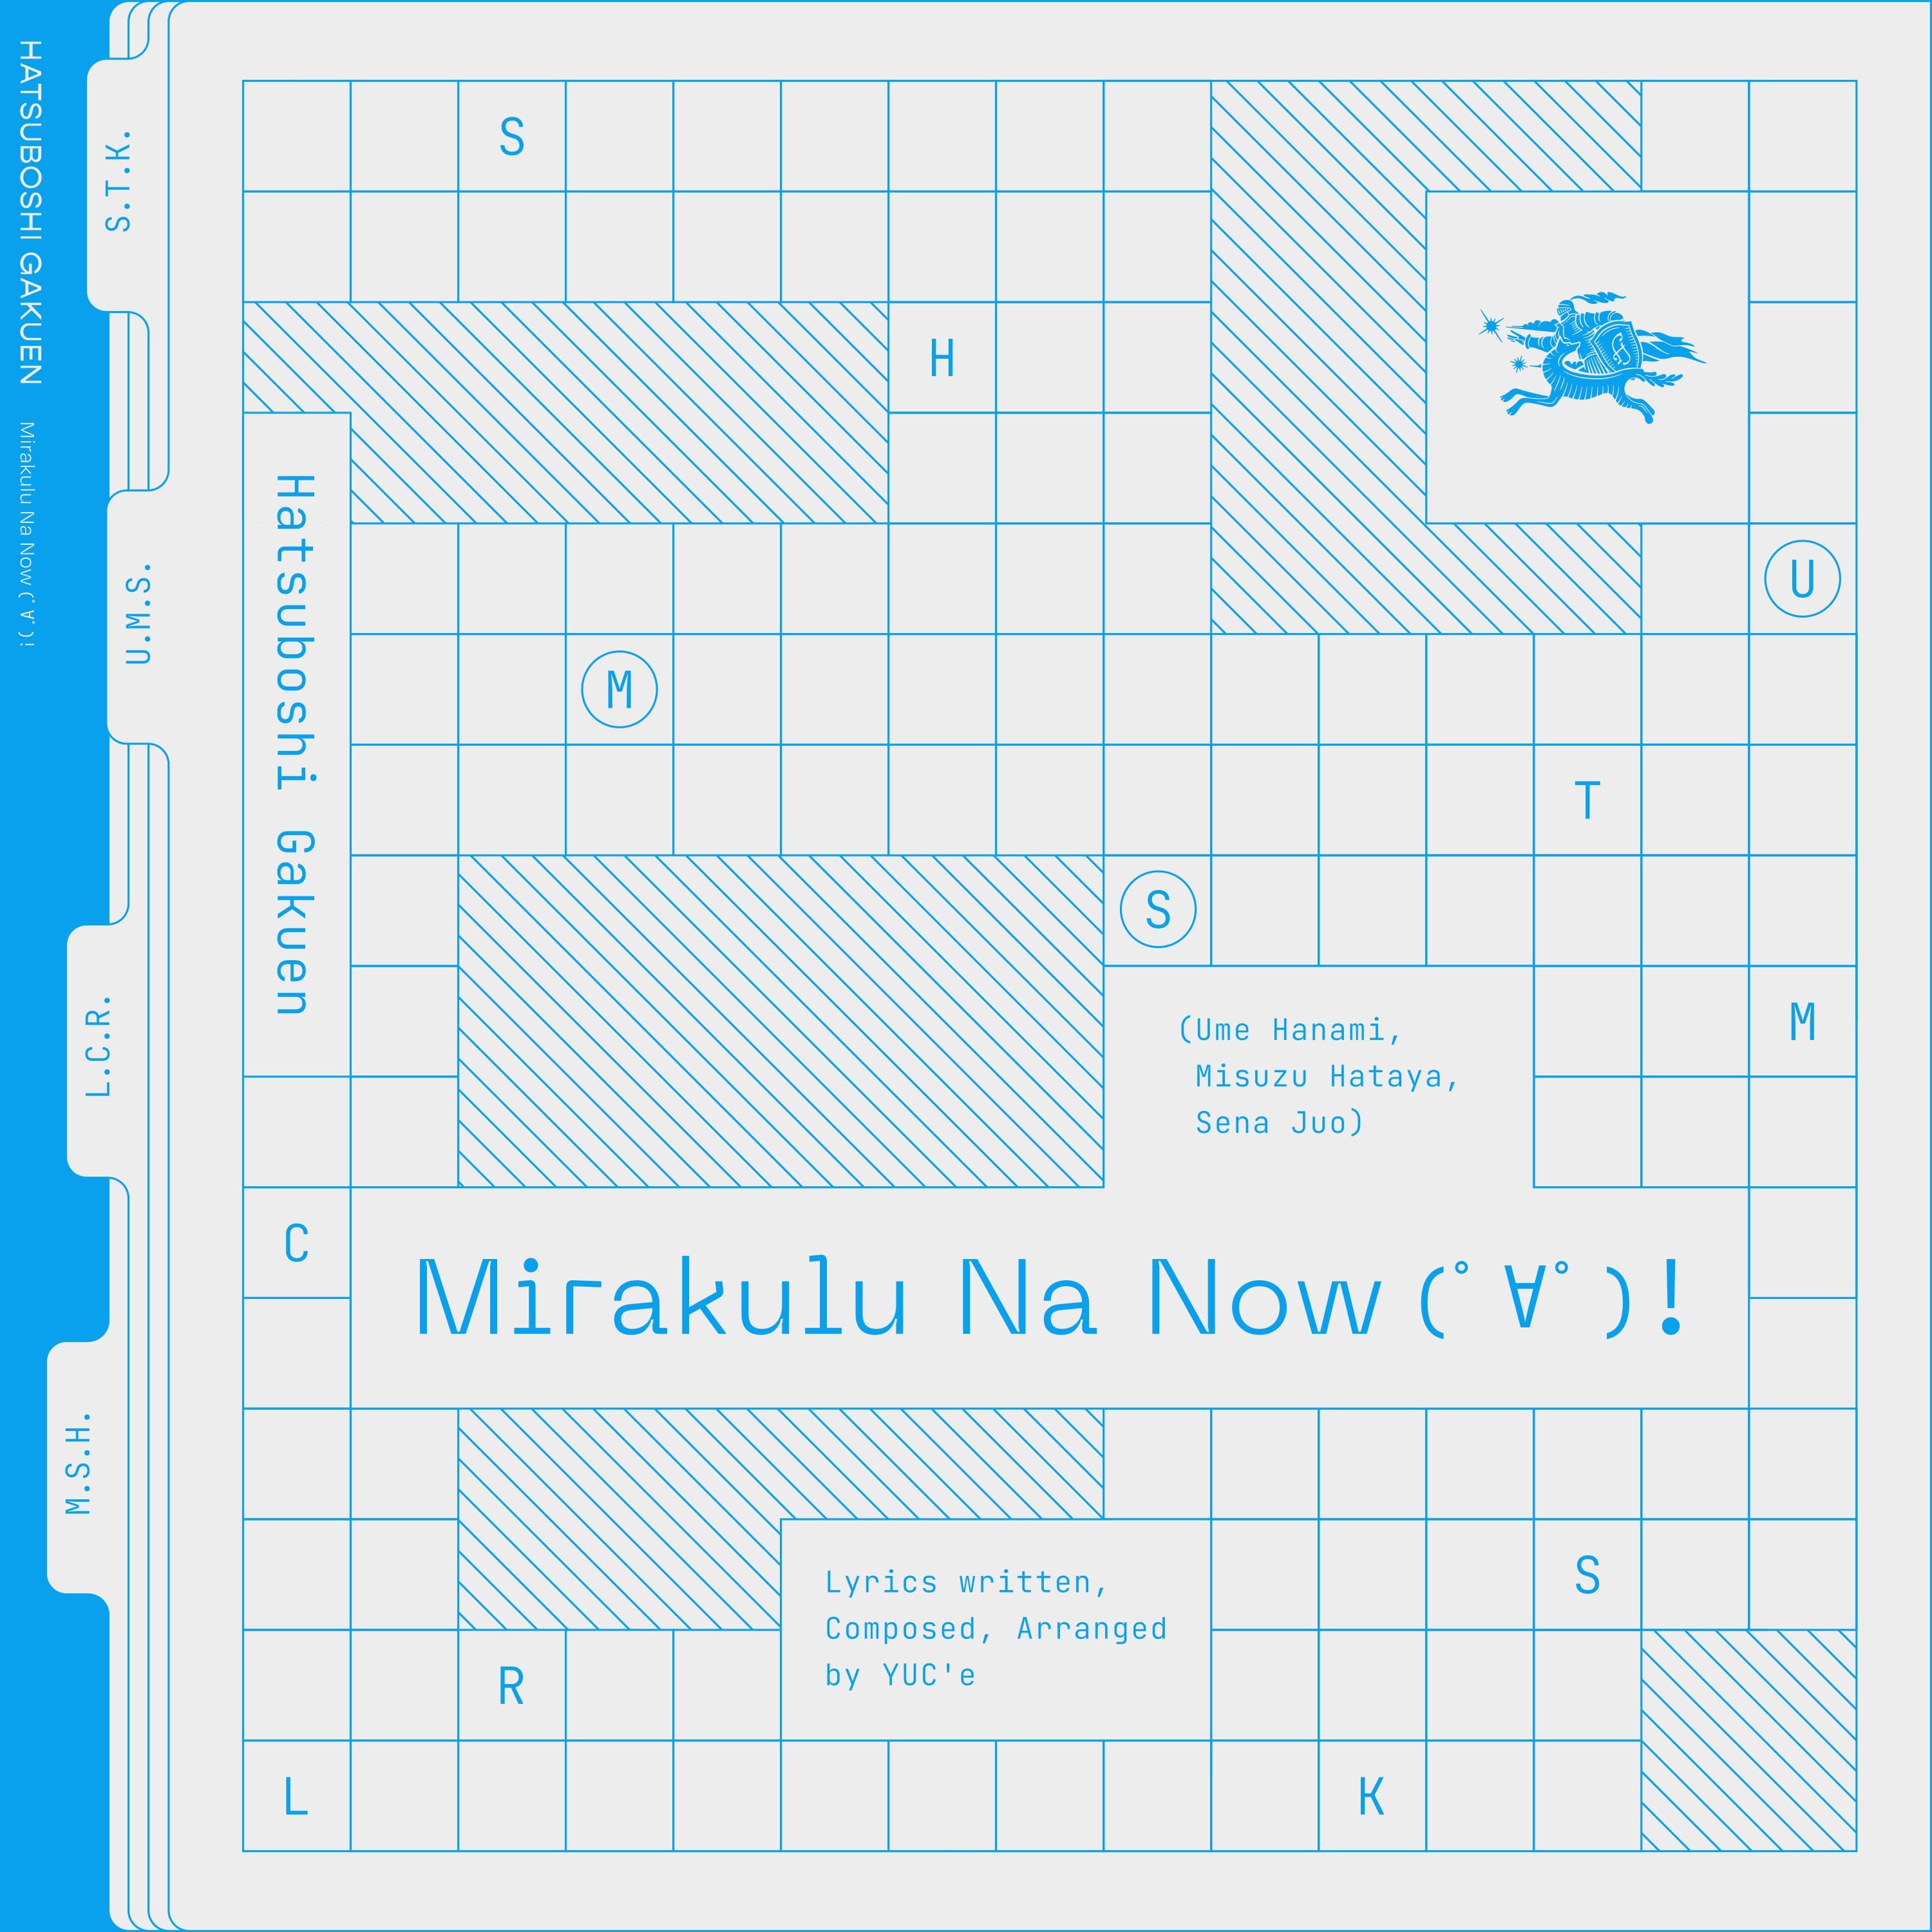 HATSUBOSHI GAKUEN
Mirakulu Na Now ( ゚∀゚ )!
S.T.K.
U.M.S.
L.C.R.
M.S.H.
S
H
Hatsuboshi Gakuen
U
M
T
S
M
(Ume Hanami,
Misuzu Hataya,
Sena Juo)
C
Mirakulu Na Now( ゚∀゚ )!
S
Lyrics written,
Composed, Arranged
by YUC'e
R
L
K